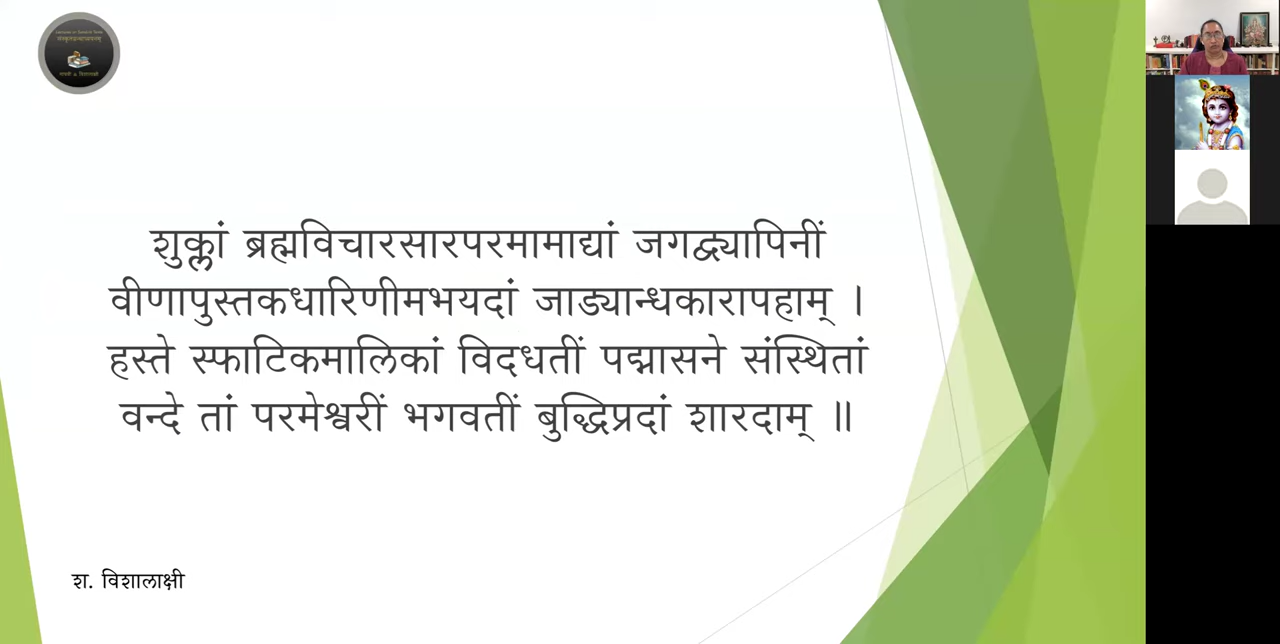 शुक्लां ब्रह्मविचारसारपरमामाद्यां जगद्व्यापिनीं
वीणापुस्तकधारिणीमभयदां जाड्यान्धकारापहाम् ।
हस्ते स्फाटिकमालिकां विदधतीं पद्मासने संस्थितां
वन्दे तां परमेश्वरीं भगवतीं बुद्धिप्रदां शारदाम् ॥
श. विशालाक्षी